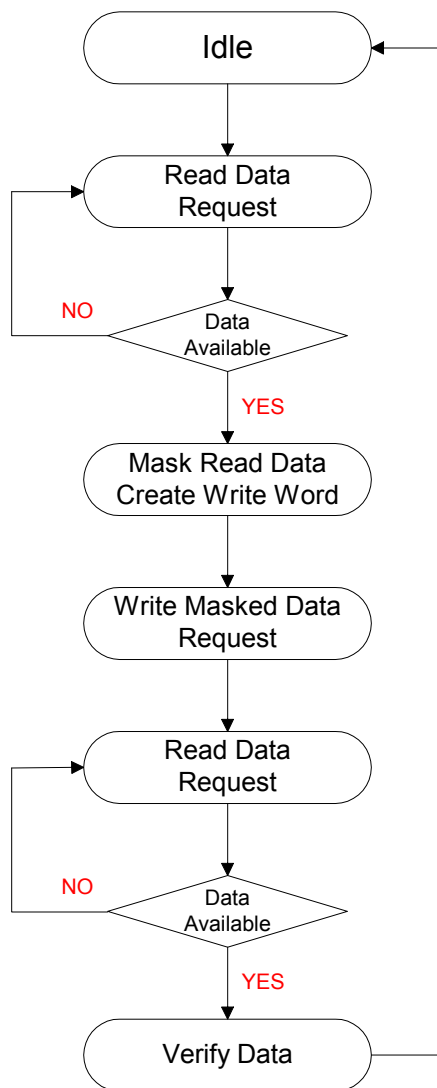 Idle
Read Data
Request
NO
Data
Available
YES
Mask Read Data
Create Write Word
Write Masked Data
Request
Read Data
Request
NO
Data
Available
YES
Verify Data